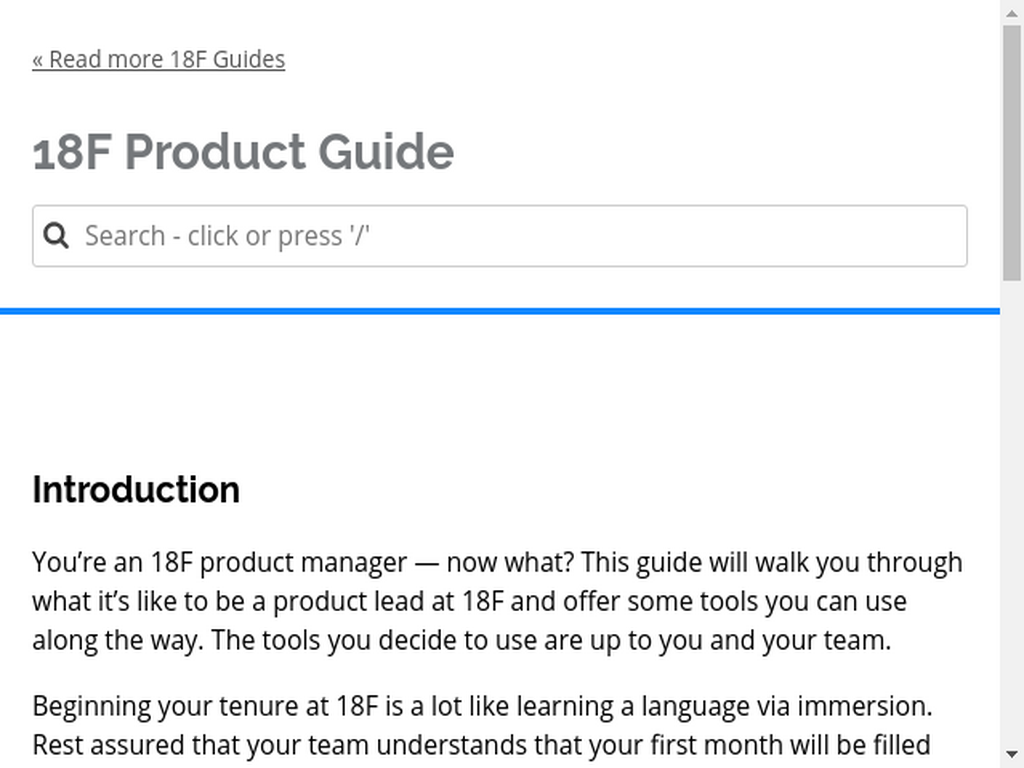 « Read more 18F Guides
18F Product Guide
Search - click or press '/'
Introduction
You’re an 18F product manager — now what? This guide will walk you through
what it’s like to be a product lead at 18F and offer some tools you can use
along the way. The tools you decide to use are up to you and your team.
Beginning your tenure at 18F is a lot like learning a language via immersion.
Rest assured that your team understands that your first month will be filled